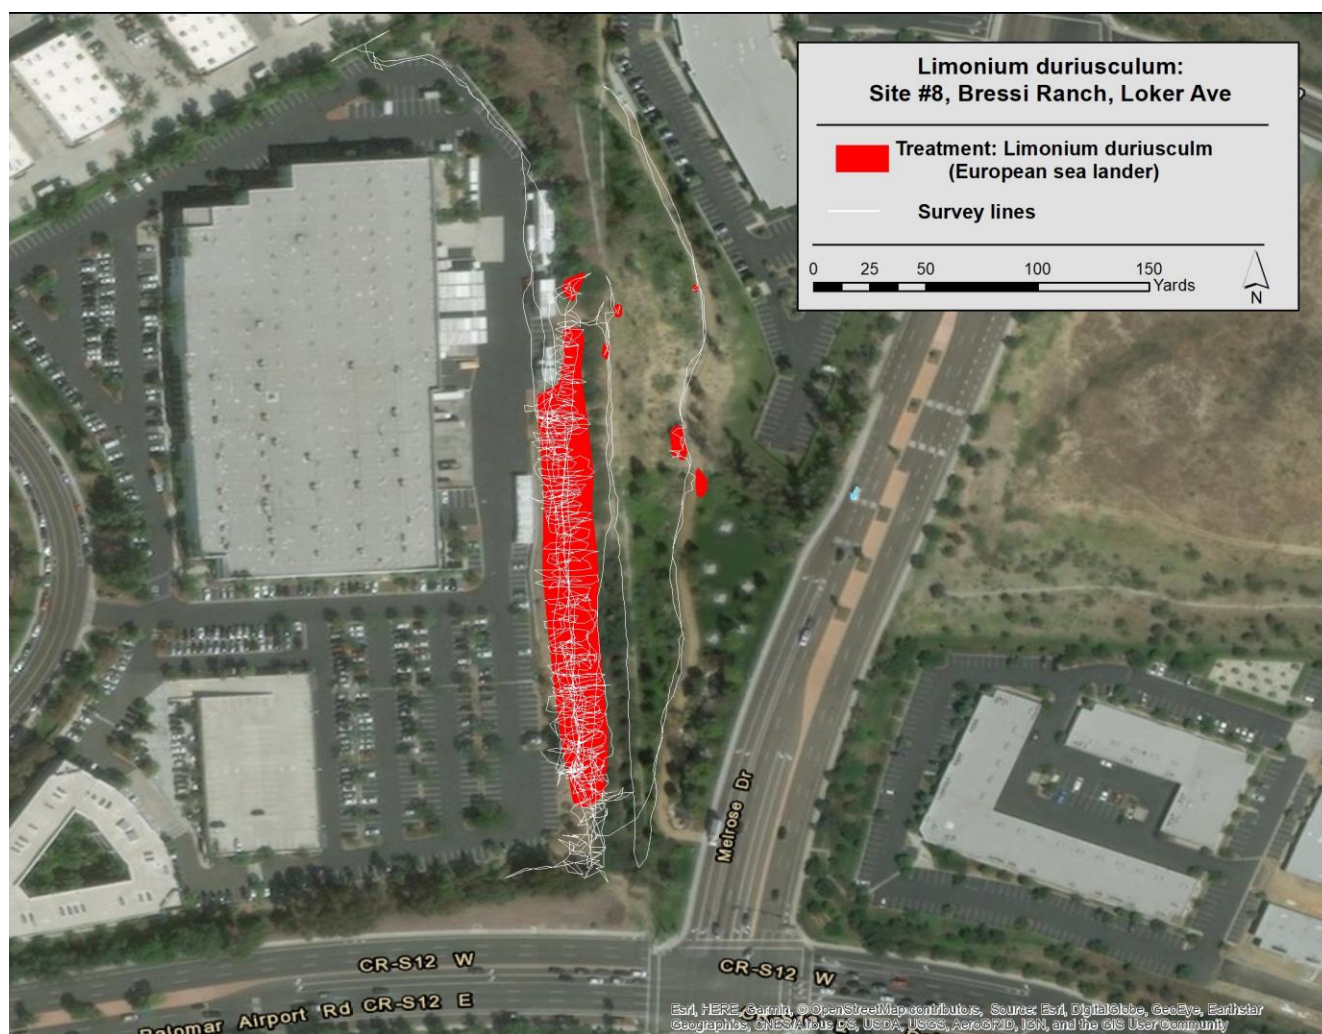 Limonium duriusculum:
Site #8, Bressi Ranch, Loker Ave
Treatment: Limonium duriusculm
(European sea lander)
Survey lines
0 25 50 100 150
Yards
N
Melrose Dr
CR-S12 W
CR-S12 W
Palomar Airport Rd CR-S12 E
Esri, HERE, Garmin, © OpenStreetMap contributors, Source: Esri, DigitalGlobe, GeoEye, Earthstar
Geographics, CNES/Airbus DS, USDA, USGS, AeroGRID, IGN, and the GIS User Community